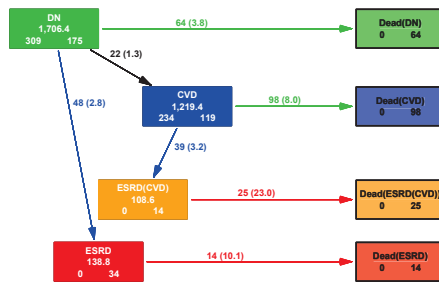 DN
1,706.4
309 175
64 (3.8)
Dead(DN)
0 64
22 (1.3)
48 (2.8)
CVD
1,219.4
234 119
98 (8.0)
Dead(CVD)
0 98
39 (3.2)
ESRD(CVD)
108.6
0 14
25 (23.0)
Dead(ESRD(CVD))
0 25
ESRD
138.8
0 34
14 (10.1)
Dead(ESRD)
0 14